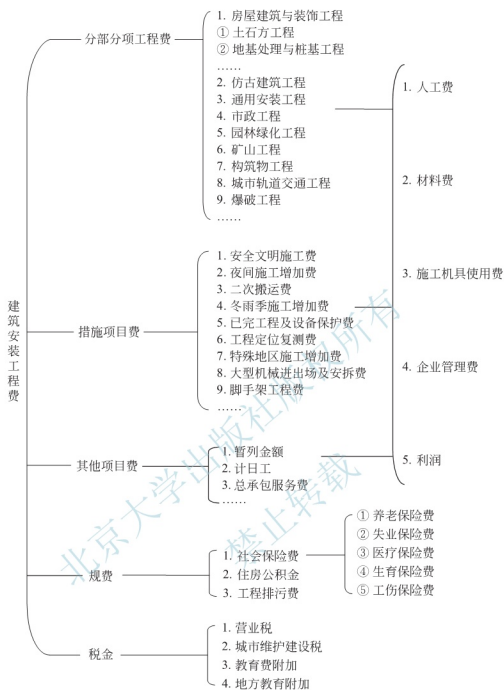 建筑安装工程费
分部分项工程费
1. 房屋建筑与装饰工程
① 土石方工程
② 地基处理与桩基工程
……
2. 仿古建筑工程
3. 通用安装工程
4. 市政工程
5. 园林绿化工程
6. 矿山工程
7. 构筑物工程
8. 城市轨道交通工程
9. 爆破工程
……
措施项目费
1. 安全文明施工费
2. 夜间施工增加费
3. 二次搬运费
4. 冬雨季施工增加费
5. 已完工程及设备保护费
6. 工程定位复测费
7. 特殊地区施工增加费
8. 大型机械进出场及安拆费
9. 脚手架工程费
……
其他项目费
1. 暂列金额
2. 计日工
3. 总承包服务费
……
1. 人工费
2. 材料费
3. 施工机具使用费
4. 企业管理费
5. 利润
规费
1. 社会保险费
2. 住房公积金
3. 工程排污费
① 养老保险费
② 失业保险费
③ 医疗保险费
④ 生育保险费
⑤ 工伤保险费
税金
1. 营业税
2. 城市维护建设税
3. 教育费附加
4. 地方教育附加
北京大学出版社版权所有
禁止转载